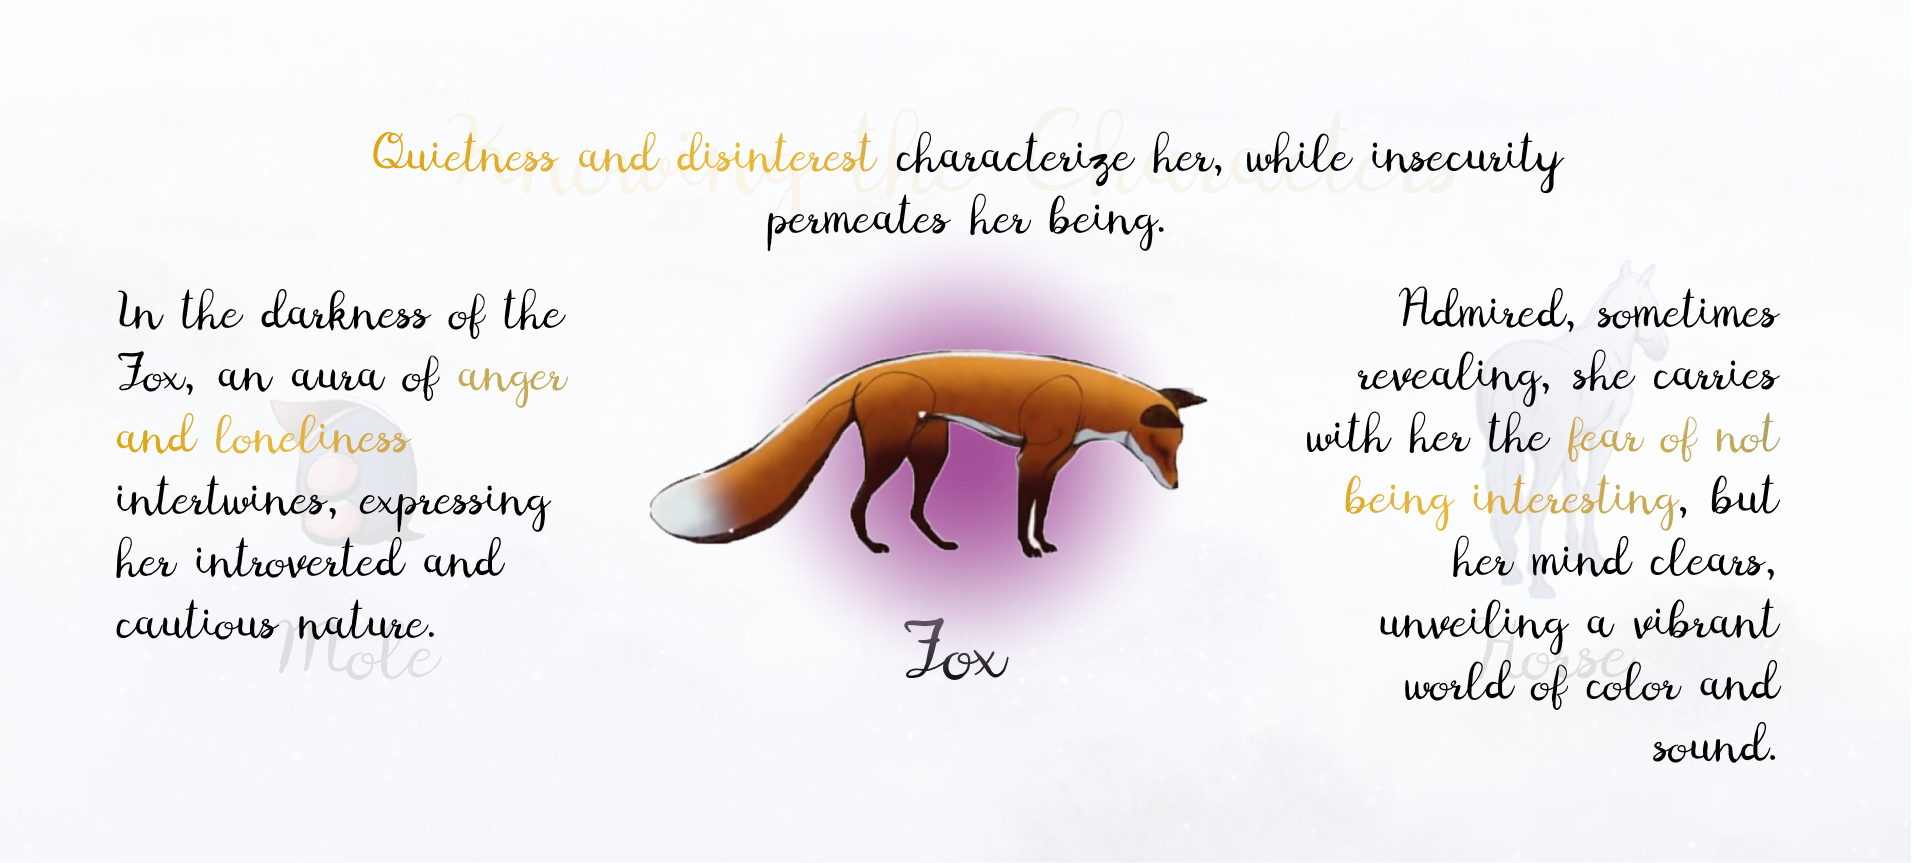 Knowing the Characters
Quietness and disinterest characterize her, while insecurity
permeates her being.
In the darkness of the
Fox, an aura of anger
and loneliness
intertwines, expressing
her introverted and
cautious nature.
Mole
Fox
Admired, sometimes
revealing, she carries
with her the fear of not
being interesting, but
her mind clears,
unveiling a vibrant
world of color and
sound.
Horse